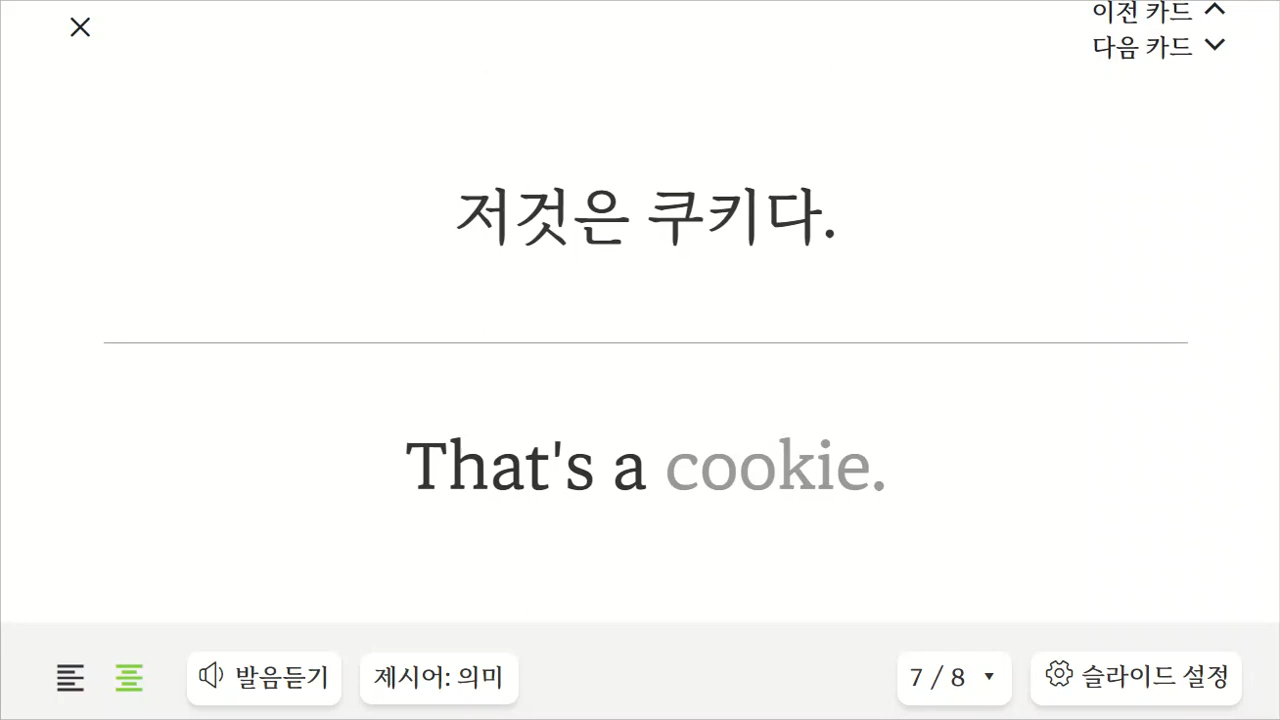 이전 카드
다음 카드
저것은 쿠키다.
That's a cookie.
발음듣기
제시어: 의미
7 / 8
슬라이드 설정